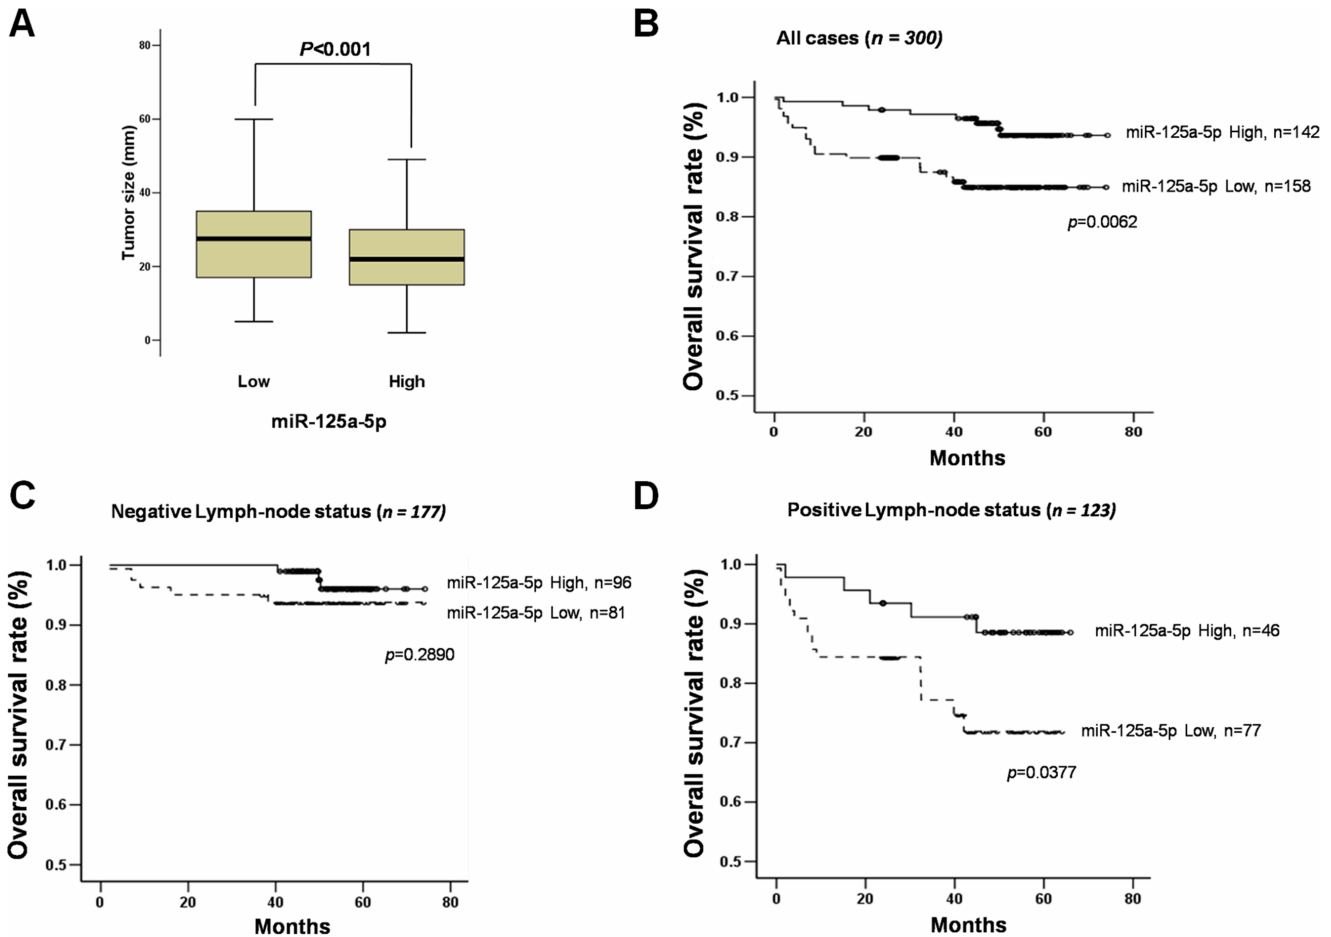 A
P<0.001
80
60
40
20
0
Tumor size (mm)
Low
High
miR-125a-5p
B
All cases (n = 300)
1.0
0.9
0.8
0.7
0.6
0.5
Overall survival rate (%)
miR-125a-5p High, n=142
miR-125a-5p Low, n=158
p=0.0062
0 20 40 60 80
Months
C
Negative Lymph-node status (n = 177)
1.0
0.9
0.8
0.7
0.6
0.5
Overall survival rate (%)
miR-125a-5p High, n=96
miR-125a-5p Low, n=81
p=0.2890
0 20 40 60 80
Months
D
Positive Lymph-node status (n = 123)
1.0
0.9
0.8
0.7
0.6
0.5
Overall survival rate (%)
miR-125a-5p High, n=46
miR-125a-5p Low, n=77
p=0.0377
0 20 40 60 80
Months